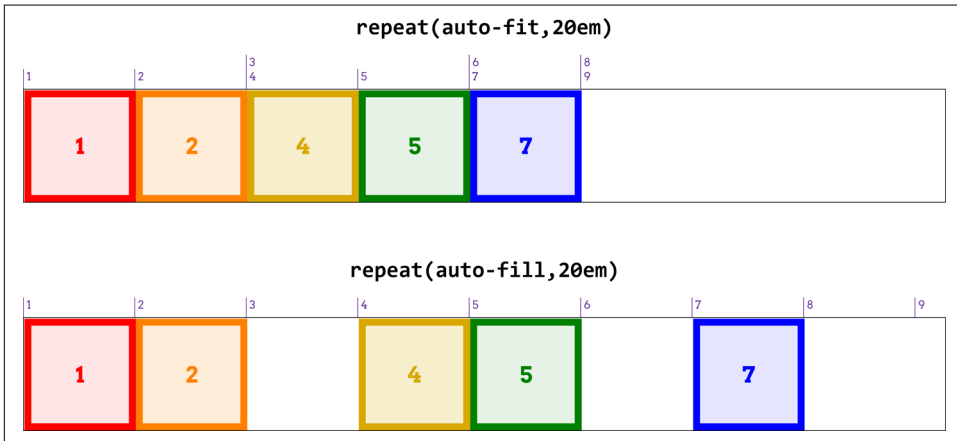 repeat(auto-fit,20em)
3 6 8
1 2 4 5 7 9
1 2 4 5 7
repeat(auto-fill,20em)
1 2 3 4 5 6 7 8 9
1 2 4 5 7